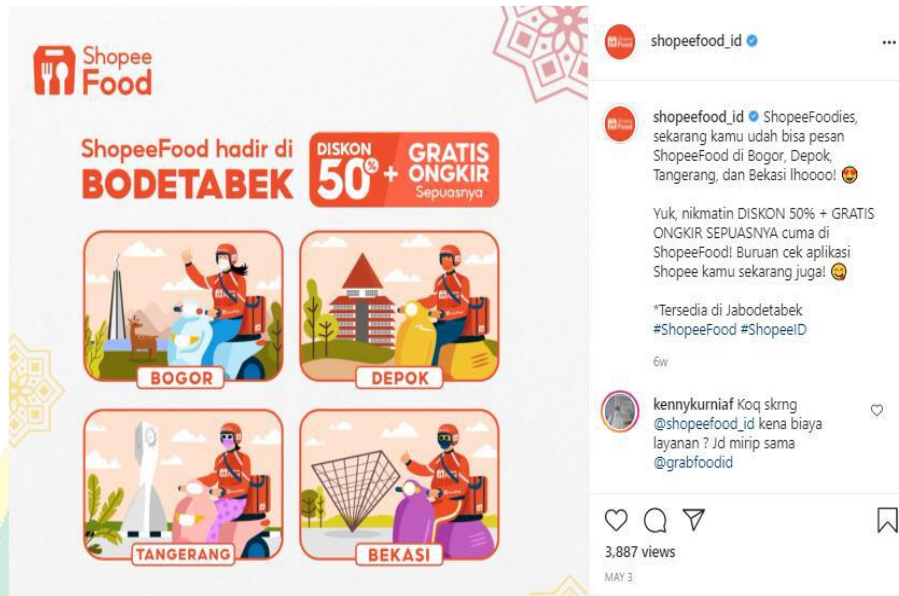 Shopee
Food
ShopeeFood hadir di
BODETABEK
DISKON
50% +
GRATIS
ONGKIR
Sepuasnya
BOGOR
DEPOK
TANGERANG
BEKASI
shopeefood_id
shopeefood_id ShopeeFoodies,
sekarang kamu udah bisa pesan
ShopeeFood di Bogor, Depok,
Tangerang, dan Bekasi lhoooo! 😍
Yuk, nikmatin DISKON 50% + GRATIS
ONGKIR SEPUASNYA cuma di
ShopeeFood! Buruan cek aplikasi
Shopee kamu sekarang juga! 😋
*Tersedia di Jabodetabek
#ShopeeFood #ShopeeID
6w
kennykurniaf Koq skrng
@shopeefood_id kena biaya
layanan ? Jd mirip sama
@grabfoodid
3,887 views
MAY 3